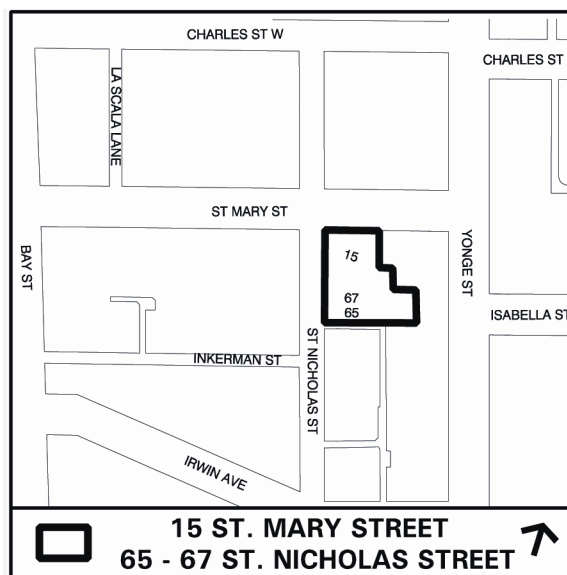 CHARLES ST W
CHARLES ST
LA SCALA LANE
ST MARY ST
BAY ST
15
YONGE ST
67
65
ISABELLA ST
ST NICHOLAS ST
INKERMAN ST
IRWIN AVE
15 ST. MARY STREET
65 - 67 ST. NICHOLAS STREET